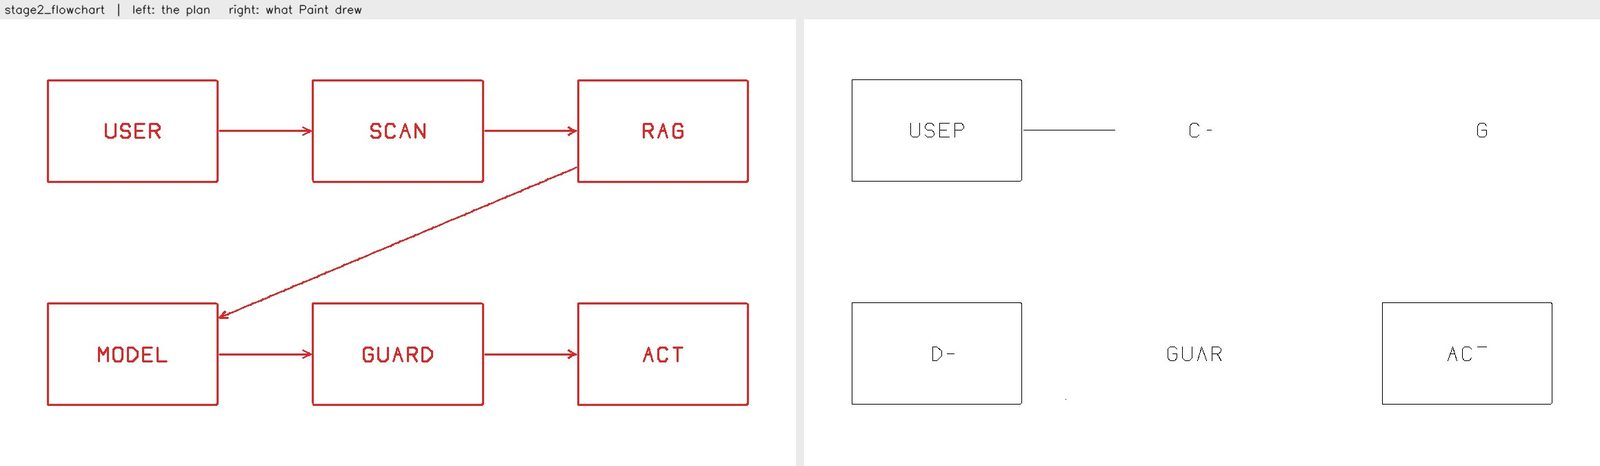 stage2_flowchart | left: the plan right: what Paint drew
USER SCAN RAG USEP C- G
MODEL GUARD ACT D- GUAR AC